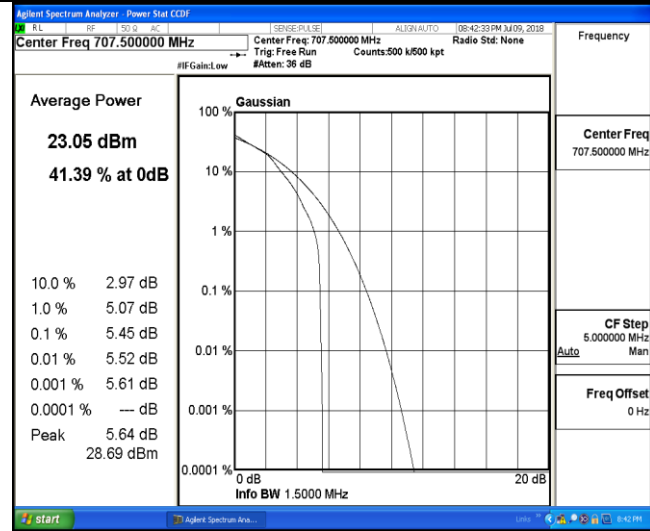 Agilent Spectrum Analyzer - Power Stat CCDF
RL RF 50 Ω AC SENSE:PULSE ALIGN AUTO 08:42:33 PM Jul 09, 2018
Center Freq 707.500000 MHz
Center Freq: 707.500000 MHz Radio Std: None
Trig: Free Run Counts:500 k/500 kpt
#IFGain:Low #Atten: 36 dB
Frequency
Average Power
23.05 dBm
41.39 % at 0dB
10.0 % 2.97 dB
1.0 % 5.07 dB
0.1 % 5.45 dB
0.01 % 5.52 dB
0.001 % 5.61 dB
0.0001 % --- dB
Peak 5.64 dB
28.69 dBm
Gaussian
100 %
10 %
1 %
0.1 %
0.01 %
0.001 %
0.0001 %
0 dB 20 dB
Info BW 1.5000 MHz
Center Freq
707.500000 MHz
CF Step
5.000000 MHz
Auto Man
Freq Offset
0 Hz
start Agilent Spectrum Ana... Links » 8:42 PM